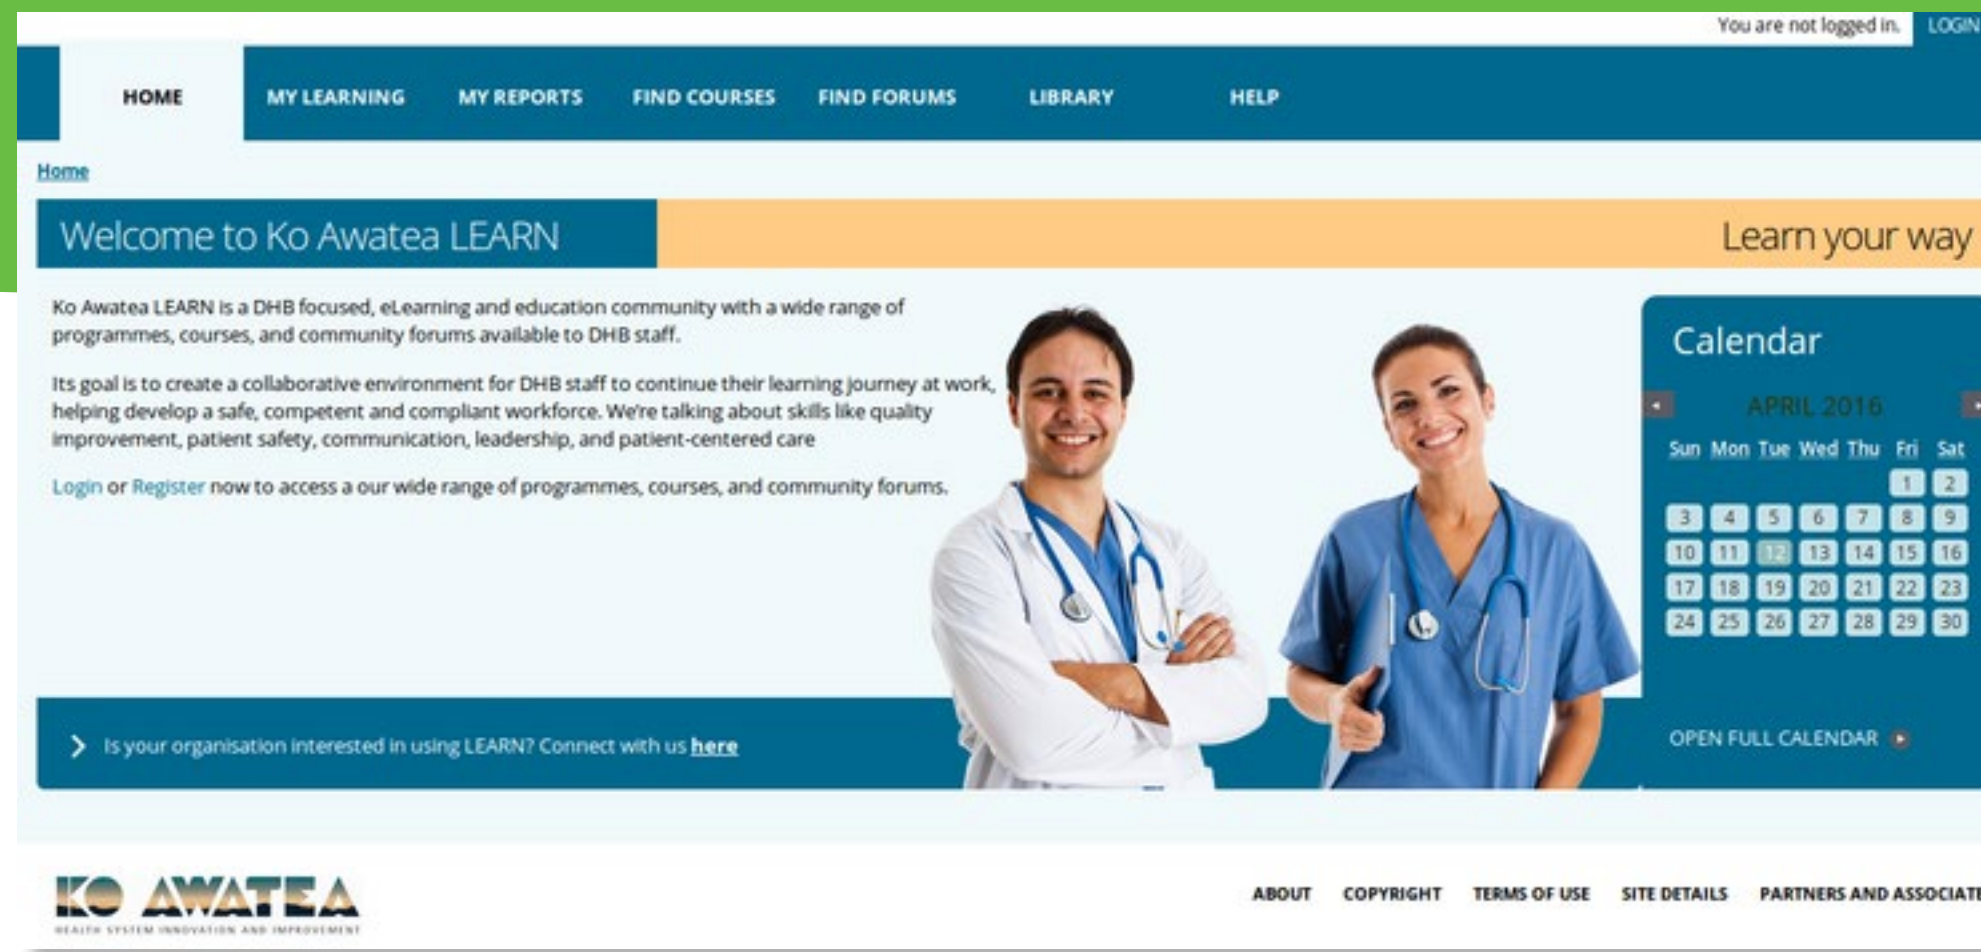 You are not logged in. LOGIN
HOME MY LEARNING MY REPORTS FIND COURSES FIND FORUMS LIBRARY HELP
Home
Welcome to Ko Awatea LEARN
Learn your way
Ko Awatea LEARN is a DHB focused, eLearning and education community with a wide range of
programmes, courses, and community forums available to DHB staff.
Its goal is to create a collaborative environment for DHB staff to continue their learning journey at work,
helping develop a safe, competent and compliant workforce. We're talking about skills like quality
improvement, patient safety, communication, leadership, and patient-centered care
Login or Register now to access a our wide range of programmes, courses, and community forums.
Is your organisation interested in using LEARN? Connect with us here
Calendar
APRIL 2016
Sun Mon Tue Wed Thu Fri Sat
1 2
3 4 5 6 7 8 9
10 11 12 13 14 15 16
17 18 19 20 21 22 23
24 25 26 27 28 29 30
OPEN FULL CALENDAR
KO AWATEA
HEALTH SYSTEM INNOVATION AND IMPROVEMENT
ABOUT COPYRIGHT TERMS OF USE SITE DETAILS PARTNERS AND ASSOCIATE